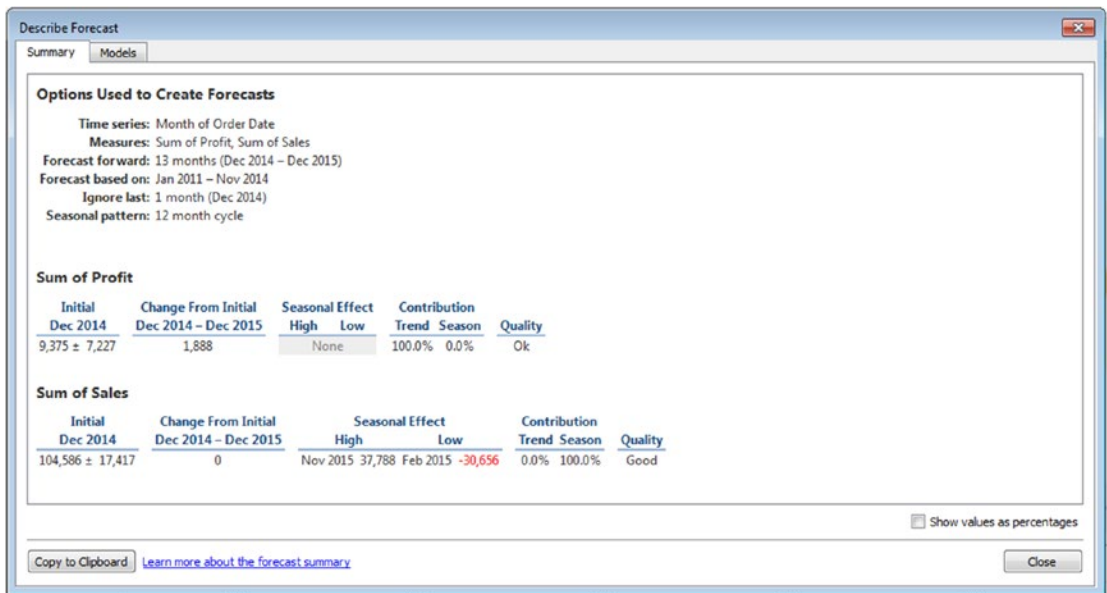 Describe Forecast
Summary Models
Options Used to Create Forecasts
Time series: Month of Order Date
Measures: Sum of Profit, Sum of Sales
Forecast forward: 13 months (Dec 2014 – Dec 2015)
Forecast based on: Jan 2011 – Nov 2014
Ignore last: 1 month (Dec 2014)
Seasonal pattern: 12 month cycle
Sum of Profit
Initial Change From Initial Seasonal Effect Contribution
Dec 2014 Dec 2014 – Dec 2015 High Low Trend Season Quality
9,375 ± 7,227 1,888 None 100.0% 0.0% Ok
Sum of Sales
Initial Change From Initial Seasonal Effect Contribution
Dec 2014 Dec 2014 – Dec 2015 High Low Trend Season Quality
104,586 ± 17,417 0 Nov 2015 37,788 Feb 2015 -30,656 0.0% 100.0% Good
Show values as percentages
Copy to Clipboard Learn more about the forecast summary Close